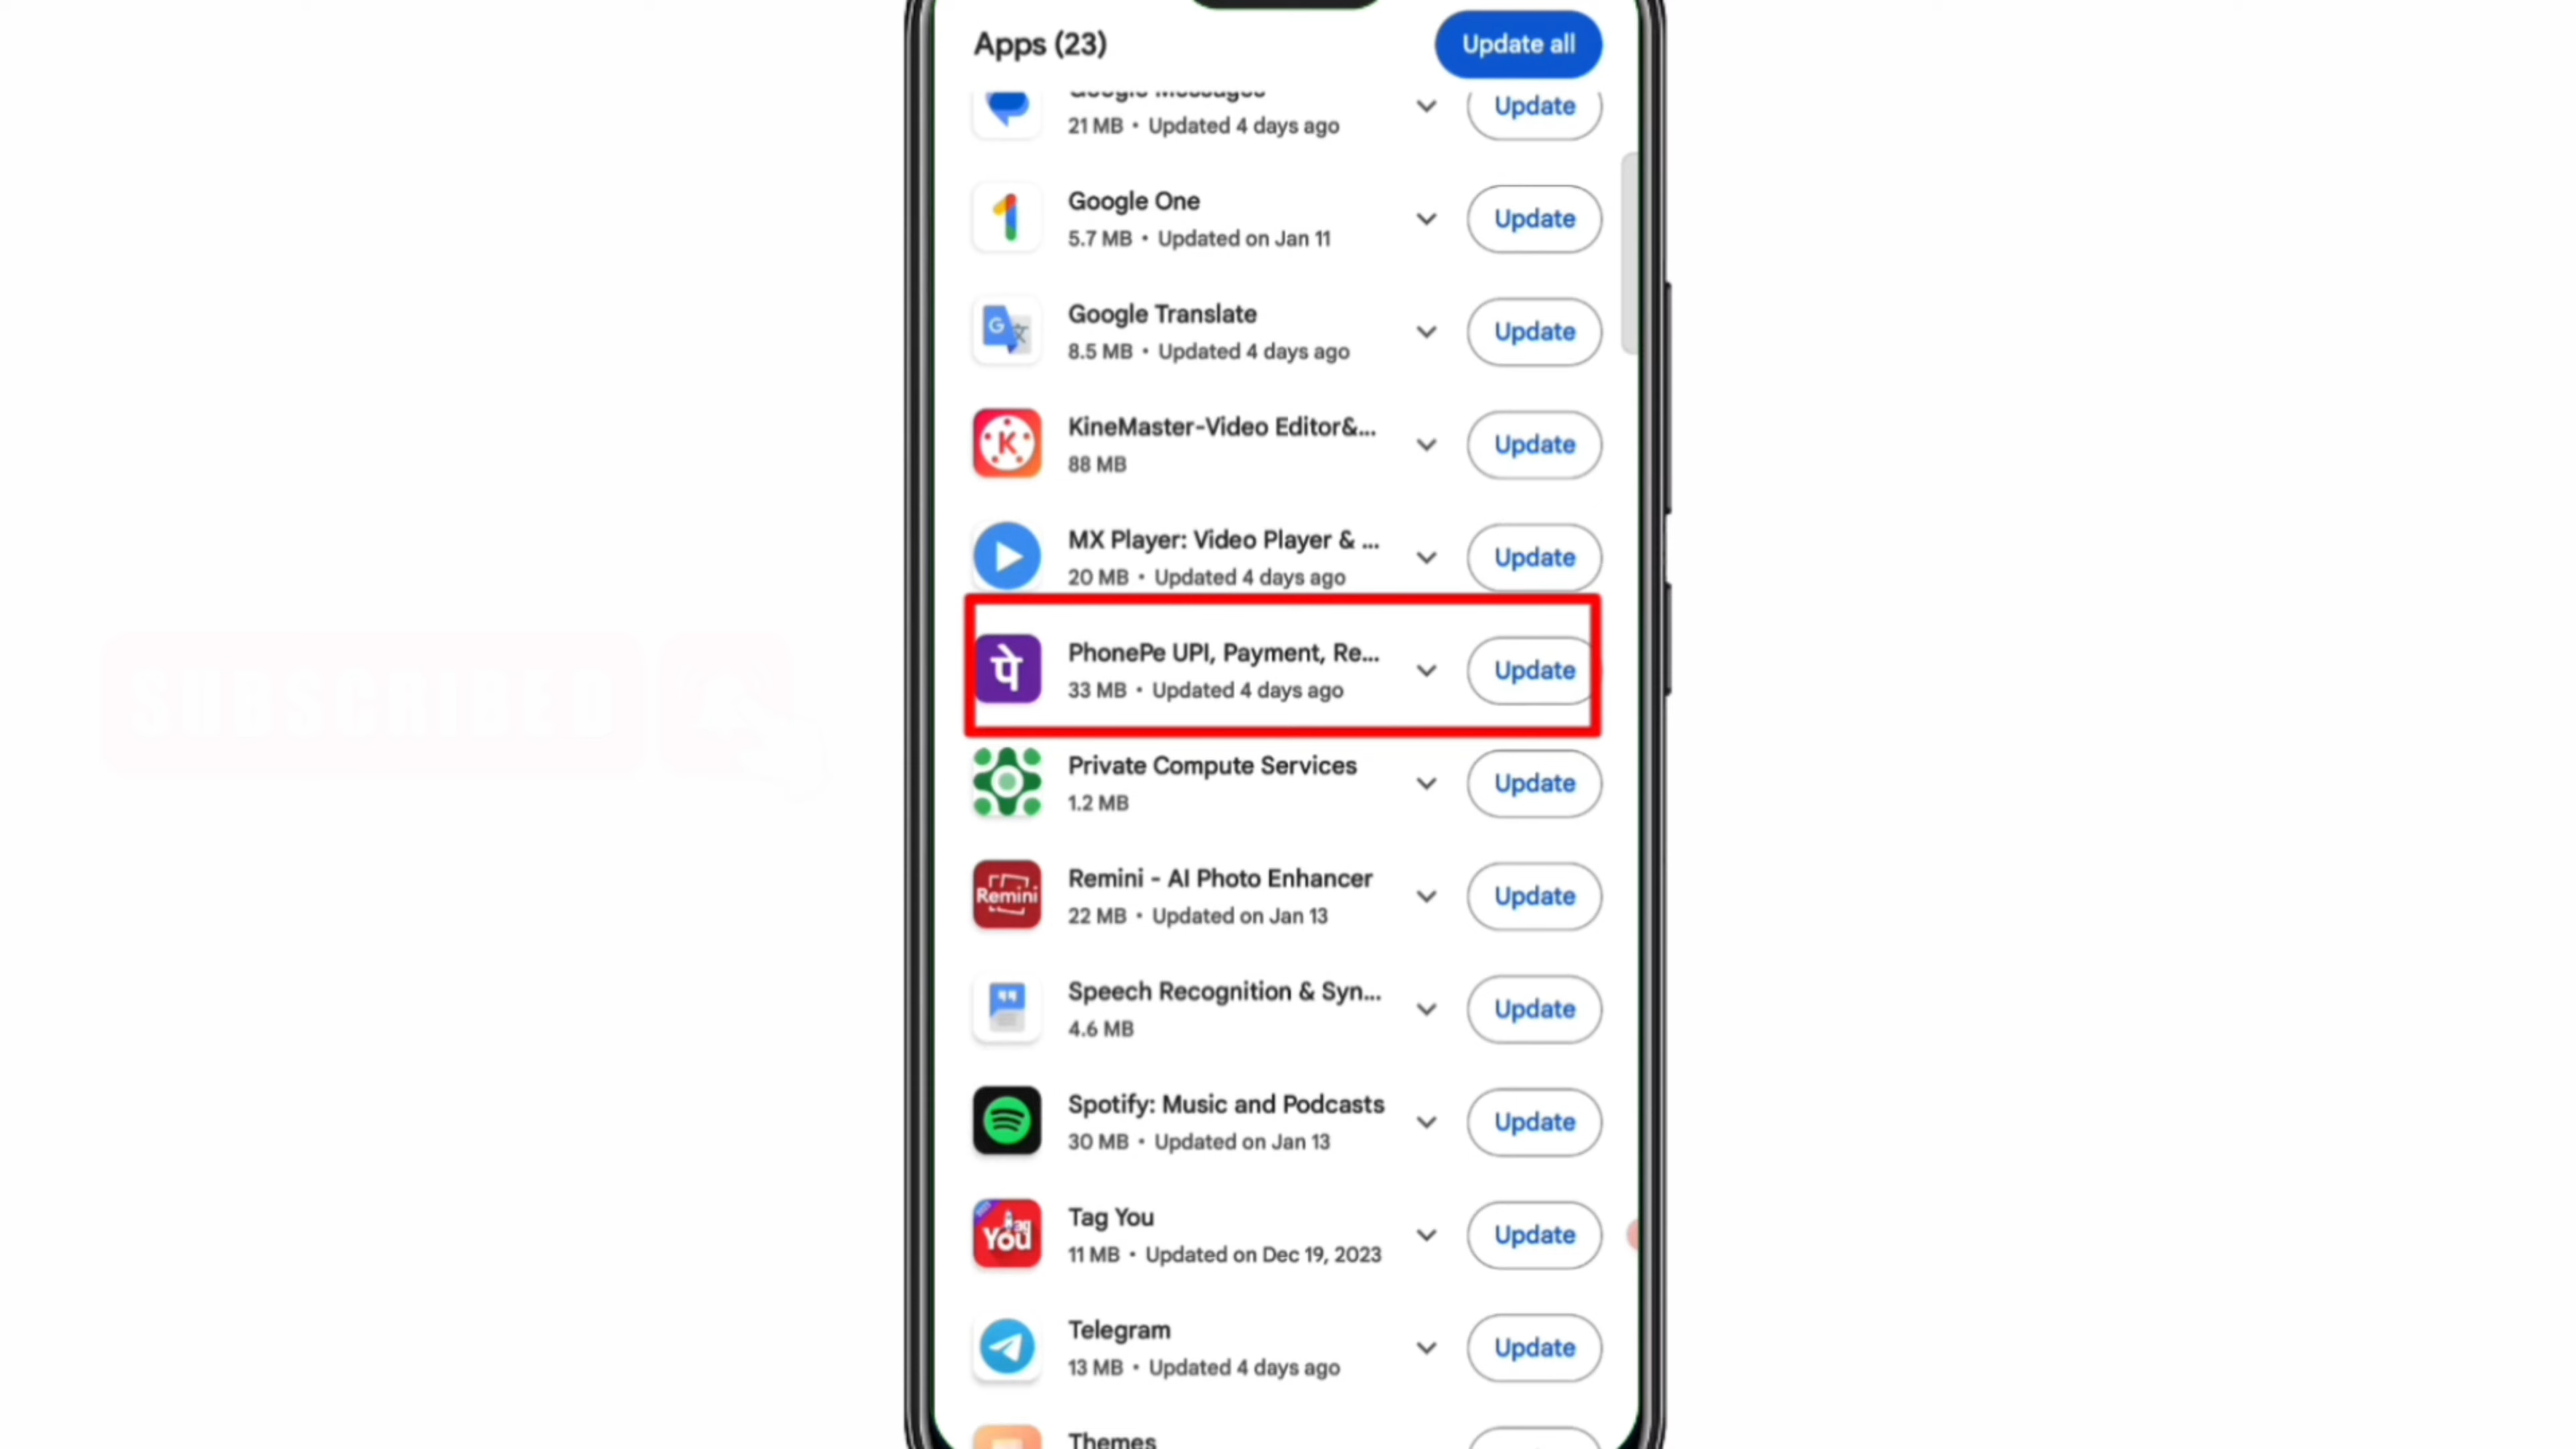 Apps (23)
Update all
Google Messages
21 MB • Updated 4 days ago
Update
Google One
5.7 MB • Updated on Jan 11
Update
Google Translate
8.5 MB • Updated 4 days ago
Update
KineMaster-Video Editor&...
88 MB
Update
MX Player: Video Player & ...
20 MB • Updated 4 days ago
Update
पे
PhonePe UPI, Payment, Re...
33 MB • Updated 4 days ago
Update
SUBSCRIBED
Private Compute Services
1.2 MB
Update
Remini
Remini - AI Photo Enhancer
22 MB • Updated on Jan 13
Update
Speech Recognition & Syn...
4.6 MB
Update
Spotify: Music and Podcasts
30 MB • Updated on Jan 13
Update
Tag You
Tag You
11 MB • Updated on Dec 19, 2023
Update
Telegram
13 MB • Updated 4 days ago
Update
Themes